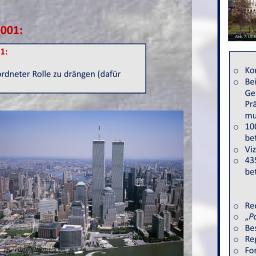 001:
1:
ordneter Rolle zu drängen (dafür
○ Kor
○ Bei
Ge
Prä
mu
○ 100
bet
○ Viz
○ 435
bet
○ Rec
○ „Po
○ Bes
○ Rep
○ For